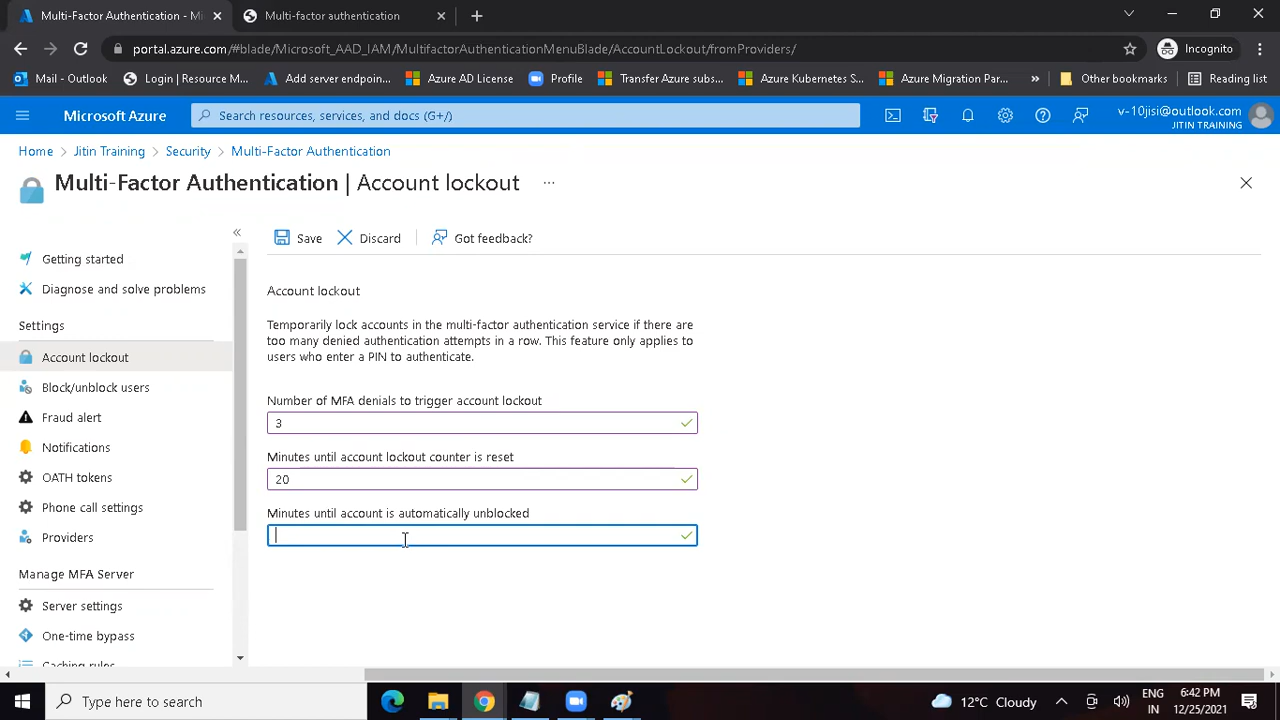 Multi-Factor Authentication - Mi
Multi-factor authentication
portal.azure.com/#blade/Microsoft_AAD_IAM/MultifactorAuthenticationMenuBlade/AccountLockout/fromProviders/
Incognito
Mail - Outlook
Login | Resource M...
Add server endpoin...
Azure AD License
Profile
Transfer Azure subs...
Azure Kubernetes S...
Azure Migration Par...
»
Other bookmarks
Reading list
Microsoft Azure
Search resources, services, and docs (G+/)
v-10jisi@outlook.com
JITIN TRAINING
Home > Jitin Training > Security > Multi-Factor Authentication
Multi-Factor Authentication | Account lockout
...
«
Getting started
Diagnose and solve problems
Settings
Account lockout
Block/unblock users
Fraud alert
Notifications
OATH tokens
Phone call settings
Providers
Manage MFA Server
Server settings
One-time bypass
Caching rules
Save
Discard
Got feedback?
Account lockout
Temporarily lock accounts in the multi-factor authentication service if there are
too many denied authentication attempts in a row. This feature only applies to
users who enter a PIN to authenticate.
Number of MFA denials to trigger account lockout
3
Minutes until account lockout counter is reset
20
Minutes until account is automatically unblocked
Type here to search
12°C Cloudy
ENG
IN
6:42 PM
12/25/2021